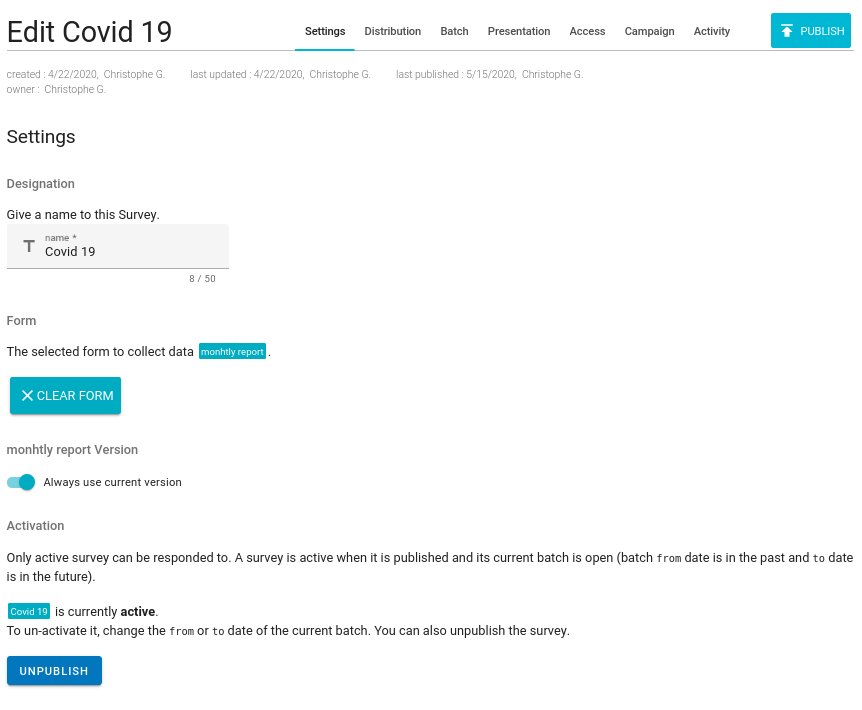 Edit Covid 19
Settings Distribution Batch Presentation Access Campaign Activity
PUBLISH
created : 4/22/2020, Christophe G. last updated : 4/22/2020, Christophe G. last published : 5/15/2020, Christophe G.
owner : Christophe G.
Settings
Designation
Give a name to this Survey.
name *
Covid 19
8 / 50
Form
The selected form to collect data monhtly report .
CLEAR FORM
monhtly report Version
Always use current version
Activation
Only active survey can be responded to. A survey is active when it is published and its current batch is open (batch from date is in the past and to date
is in the future).
Covid 19 is currently active.
To un-activate it, change the from or to date of the current batch. You can also unpublish the survey.
UNPUBLISH